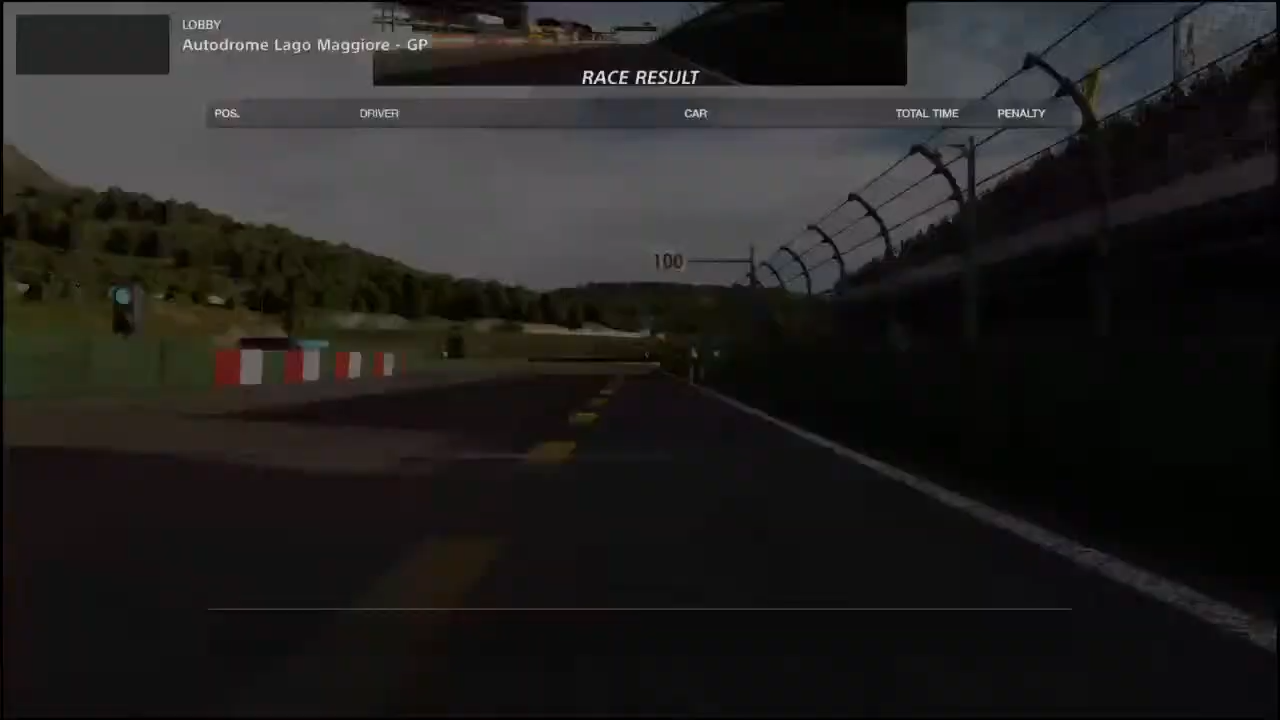 LOBBY
Autodrome Lago Maggiore - GP
RACE RESULT
POS. DRIVER CAR TOTAL TIME PENALTY
100